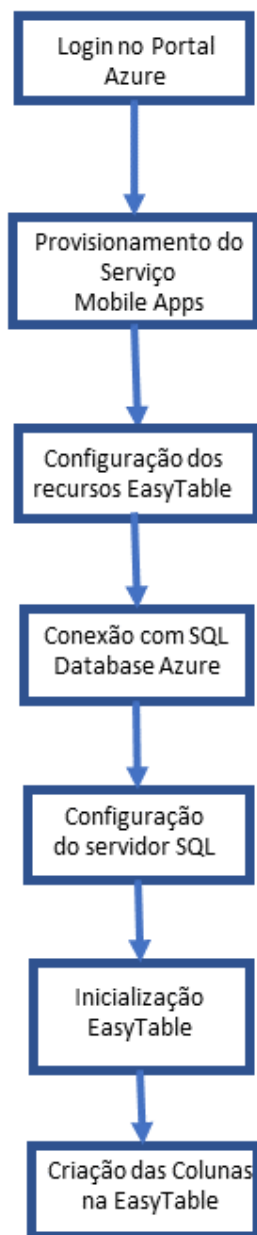 Login no Portal
Azure
Provisionamento do
Serviço
Mobile Apps
Configuração dos
recursos EasyTable
Conexão com SQL
Database Azure
Configuração
do servidor SQL
Inicialização
EasyTable
Criação das Colunas
na EasyTable